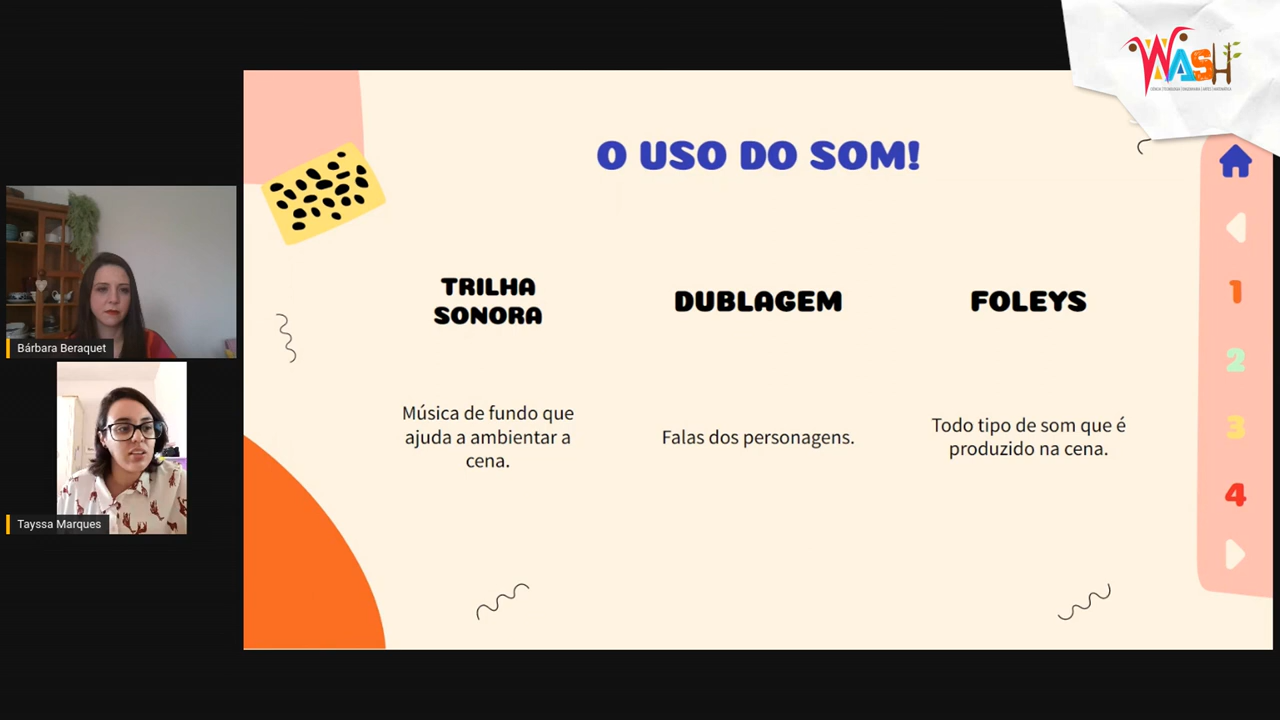 WASH
O USO DO SOM!
TRILHA
SONORA
DUBLAGEM
FOLEYS
Música de fundo que
ajuda a ambientar a
cena.
Falas dos personagens.
Todo tipo de som que é
produzido na cena.
1
2
3
4
Bárbara Beraquet
Tayssa Marques